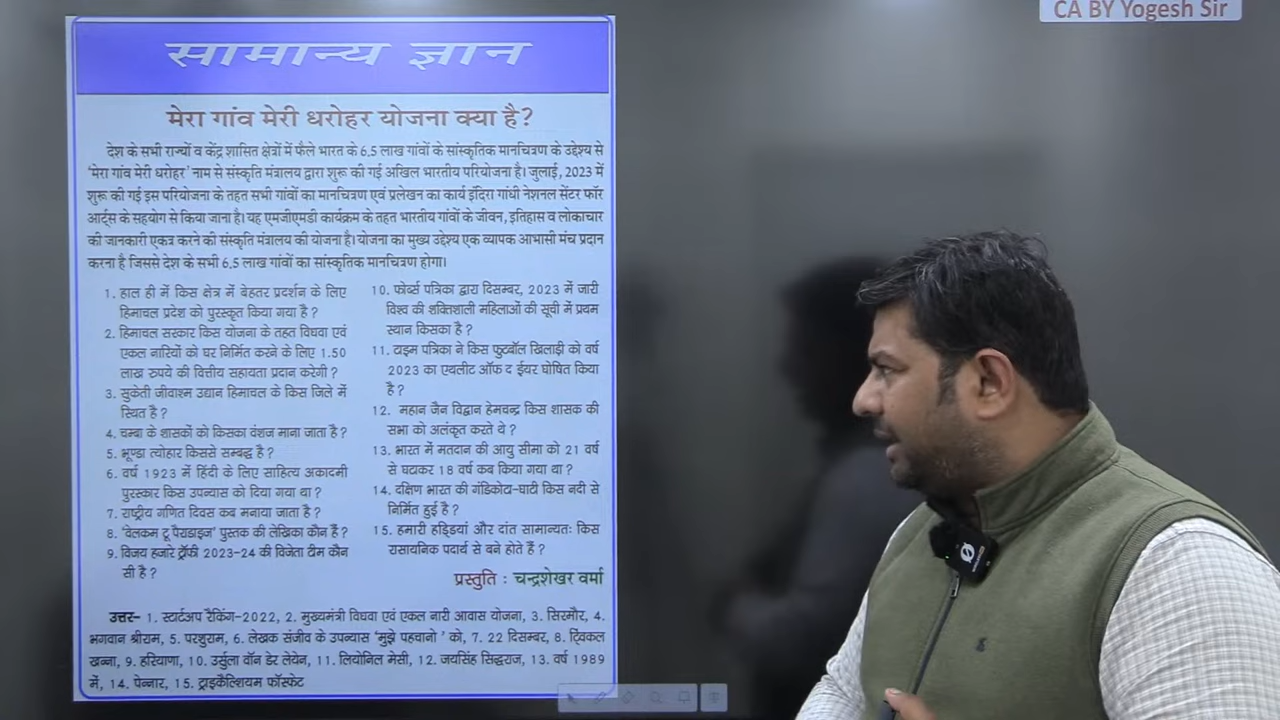 CA BY Yogesh Sir
सामान्य ज्ञान
मेरा गांव मेरी धरोहर योजना क्या है?
देश के सभी राज्यों व केंद्र शासित क्षेत्रों में फैले भारत के 6.5 लाख गांवों के सांस्कृतिक मानचित्रण के उद्देश्य से
'मेरा गांव मेरी धरोहर' नाम से संस्कृति मंत्रालय द्वारा शुरू की गई अखिल भारतीय परियोजना है। जुलाई, 2023 में
शुरू की गई इस परियोजना के तहत सभी गांवों का मानचित्रण एवं प्रलेखन का कार्य इंदिरा गांधी नेशनल सेंटर फॉर
आर्ट्स के सहयोग से किया जाना है। यह एमजीएमडी कार्यक्रम के तहत भारतीय गांवों के जीवन, इतिहास व लोकाचार
की जानकारी एकत्र करने की संस्कृति मंत्रालय की योजना है। योजना का मुख्य उद्देश्य एक व्यापक आभासी मंच प्रदान
करना है जिससे देश के सभी 6.5 लाख गांवों का सांस्कृतिक मानचित्रण होगा।
1. हाल ही में किस क्षेत्र में बेहतर प्रदर्शन के लिए
हिमाचल प्रदेश को पुरस्कृत किया गया है ?
2. हिमाचल सरकार किस योजना के तहत विधवा एवं
एकल नारियों को घर निर्मित करने के लिए 1.50
लाख रुपये की वित्तीय सहायता प्रदान करेगी ?
3. सुकेती जीवाश्म उद्यान हिमाचल के किस जिले में
स्थित है ?
4. चम्बा के शासकों को किसका वंशज माना जाता है ?
5. भूण्डा त्योहार किससे सम्बद्ध है ?
6. वर्ष 1923 में हिंदी के लिए साहित्य अकादमी
पुरस्कार किस उपन्यास को दिया गया था ?
7. राष्ट्रीय गणित दिवस कब मनाया जाता है ?
8. 'वेलकम टू पैराडाइज' पुस्तक की लेखिका कौन हैं ?
9. विजय हजारे ट्रॉफी 2023-24 की विजेता टीम कौन
सी है ?
10. फोर्ब्स पत्रिका द्वारा दिसम्बर, 2023 में जारी
विश्व की शक्तिशाली महिलाओं की सूची में प्रथम
स्थान किसका है ?
11. टाइम पत्रिका ने किस फुटबॉल खिलाड़ी को वर्ष
2023 का एथलीट ऑफ द ईयर घोषित किया
है ?
12. महान जैन विद्वान हेमचन्द्र किस शासक की
सभा को अलंकृत करते थे ?
13. भारत में मतदान की आयु सीमा को 21 वर्ष
से घटाकर 18 वर्ष कब किया गया था ?
14. दक्षिण भारत की गंडिकोटा-घाटी किस नदी से
निर्मित हुई है ?
15. हमारी हड्डियां और दांत सामान्यतः किस
रासायनिक पदार्थ से बने होते हैं ?
प्रस्तुति : चन्द्रशेखर वर्मा
उत्तर- 1. स्टार्टअप रैंकिंग-2022, 2. मुख्यमंत्री विधवा एवं एकल नारी आवास योजना, 3. सिरमौर, 4.
भगवान श्रीराम, 5. परशुराम, 6. लेखक संजीव के उपन्यास 'मुझे पहचानो ' को, 7. 22 दिसम्बर, 8. ट्विंकल
खन्ना, 9. हरियाणा, 10. उर्सुला वॉन डेर लेयेन, 11. लियोनिल मेसी, 12. जयसिंह सिद्धराज, 13. वर्ष 1989
में, 14. पेन्नार, 15. ट्राइकैल्शियम फॉस्फेट